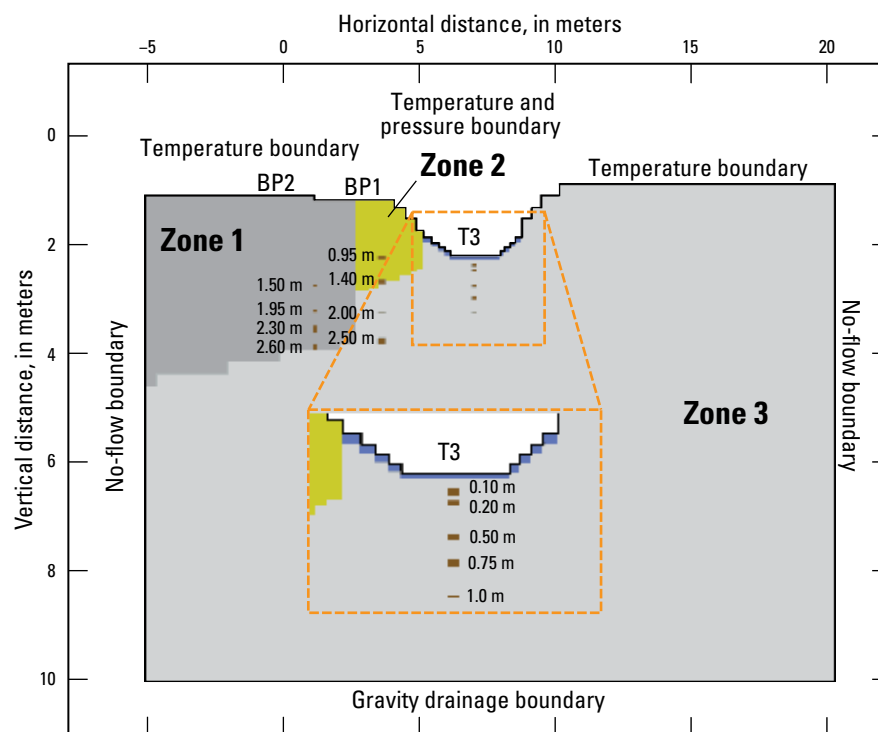 Horizontal distance, in meters
–5 0 5 10 15 20
Temperature and
pressure boundary
Temperature boundary
Zone 2
Temperature boundary
BP2 BP1
Zone 1
T3
0.95 m
1.40 m
1.50 m
1.95 m
2.00 m
2.30 m
2.50 m
2.60 m
No-flow boundary
No-flow boundary
Vertical distance, in meters
0
2
4
6
8
10
Zone 3
T3
0.10 m
0.20 m
0.50 m
0.75 m
1.0 m
Gravity drainage boundary